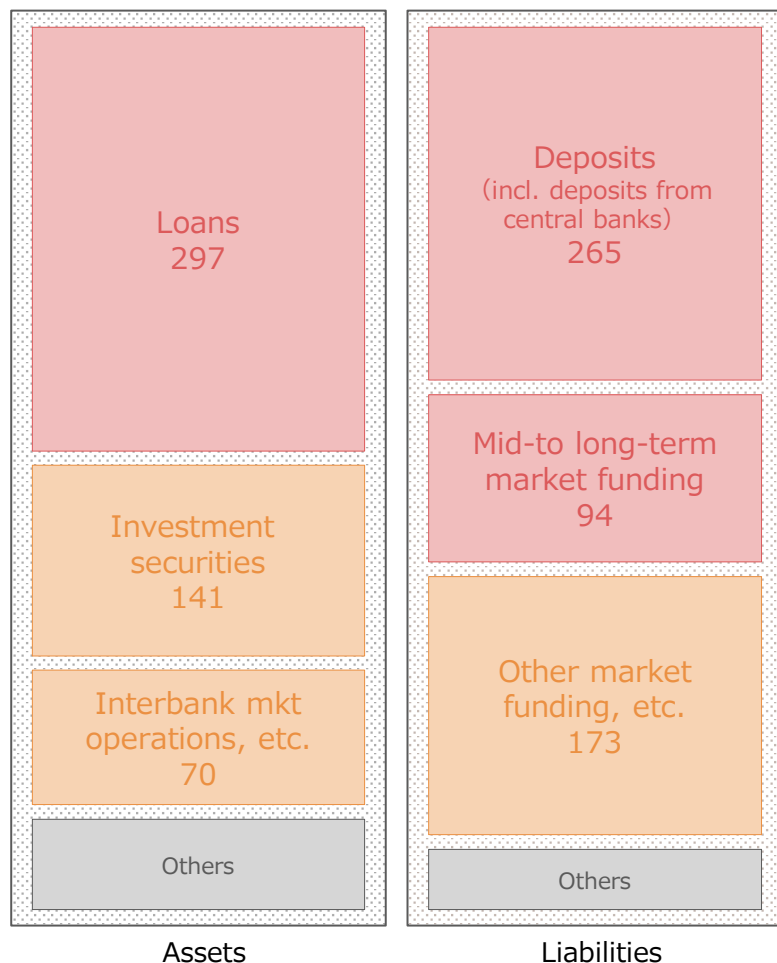 Loans
297
Investment
securities
141
Interbank mkt
operations, etc.
70
Others
Assets
Deposits
(incl. deposits from
central banks)
265
Mid-to long-term
market funding
94
Other market
funding, etc.
173
Others
Liabilities